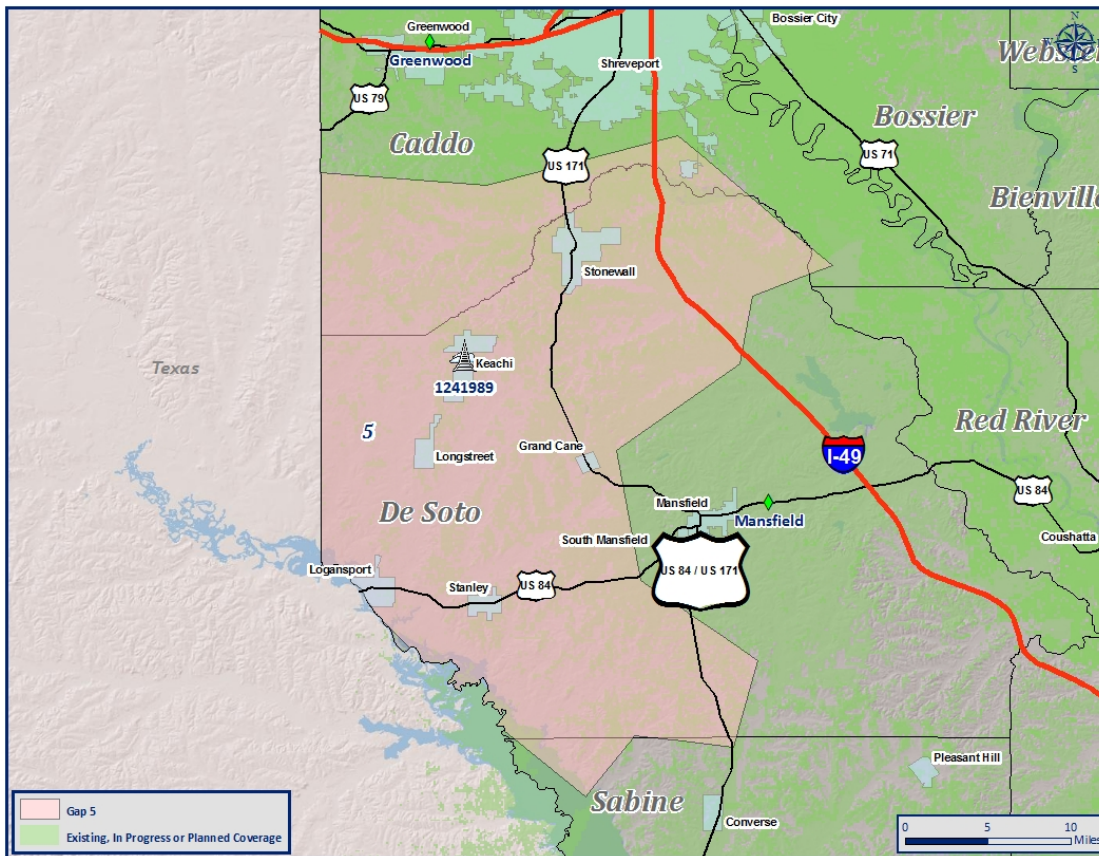 Greenwood
Bossier City
N
Webster
E
S
Greenwood
Shreveport
US 79
Caddo
Bossier
US 171
US 71
Bienville
Stonewall
Texas
Keachi
1241989
5
Grand Cane
Longstreet
Red River
I-49
De Soto
Mansfield
Mansfield
US 84
South Mansfield
Coushatta
Logansport
US 84 / US 171
Stanley
US 84
Pleasant Hill
Sabine
Converse
Gap 5
Existing, In Progress or Planned Coverage
0 5 10
Miles